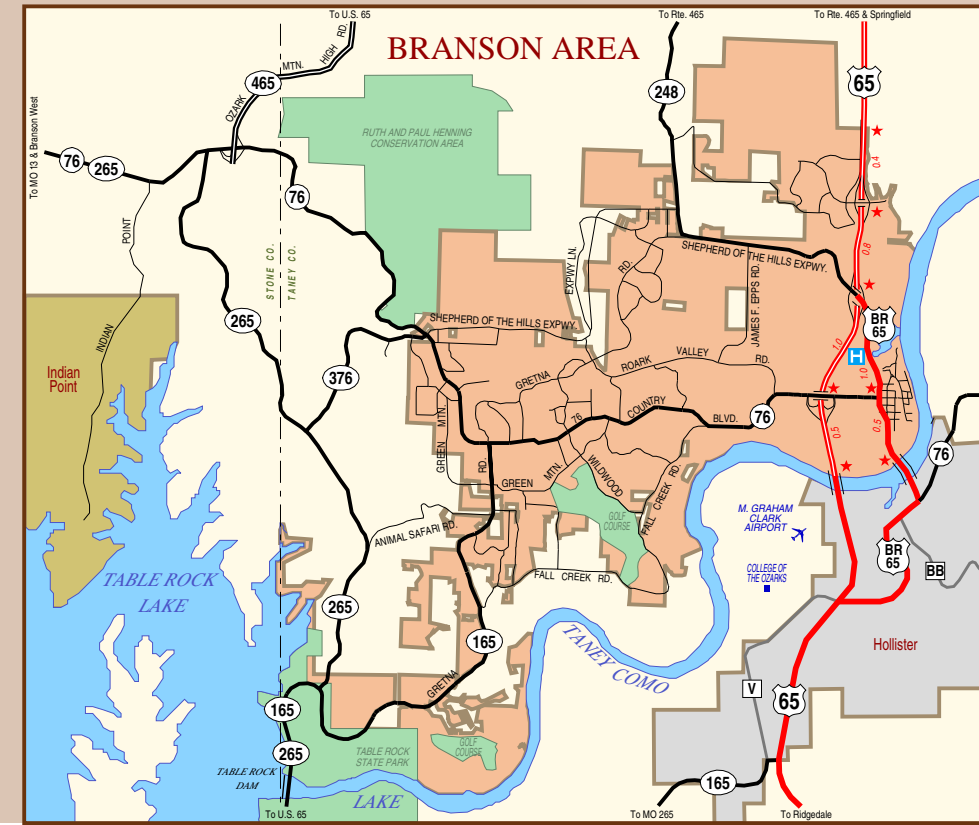 To U.S. 65
To Rte. 465
To Rte. 465 & Springfield
BRANSON AREA
OZARK
MTN.
HIGH
RD.
465
65
248
To MO 13 & Branson West
76
265
RUTH AND PAUL HENNING
CONSERVATION AREA
0.4
76
POINT
STONE CO.
TANEY CO.
EXPWY LN.
RD.
SHEPHERD OF THE HILLS EXPWY.
0.8
JAMES F. EPPS RD.
265
SHEPHERD OF THE HILLS EXPWY.
BR
65
INDIAN
1.0
H
1.0
Indian
Point
376
GRETNA
ROARK
VALLEY
RD.
76
COUNTRY
BLVD.
76
0.5
0.5
GREEN
MTN.
RD.
76
GREEN
MTN.
WILDWOOD
FALL CREEK RD.
GOLF
COURSE
M. GRAHAM
CLARK
AIRPORT
ANIMAL SAFARI RD.
BR
65
BB
TABLE ROCK
LAKE
FALL CREEK RD.
COLLEGE OF
THE OZARKS
265
165
TANEY COMO
Hollister
GRETNA
V
65
165
265
TABLE ROCK
STATE PARK
GOLF
COURSE
TABLE ROCK
DAM
165
LAKE
To U.S. 65
To MO 265
To Ridgedale